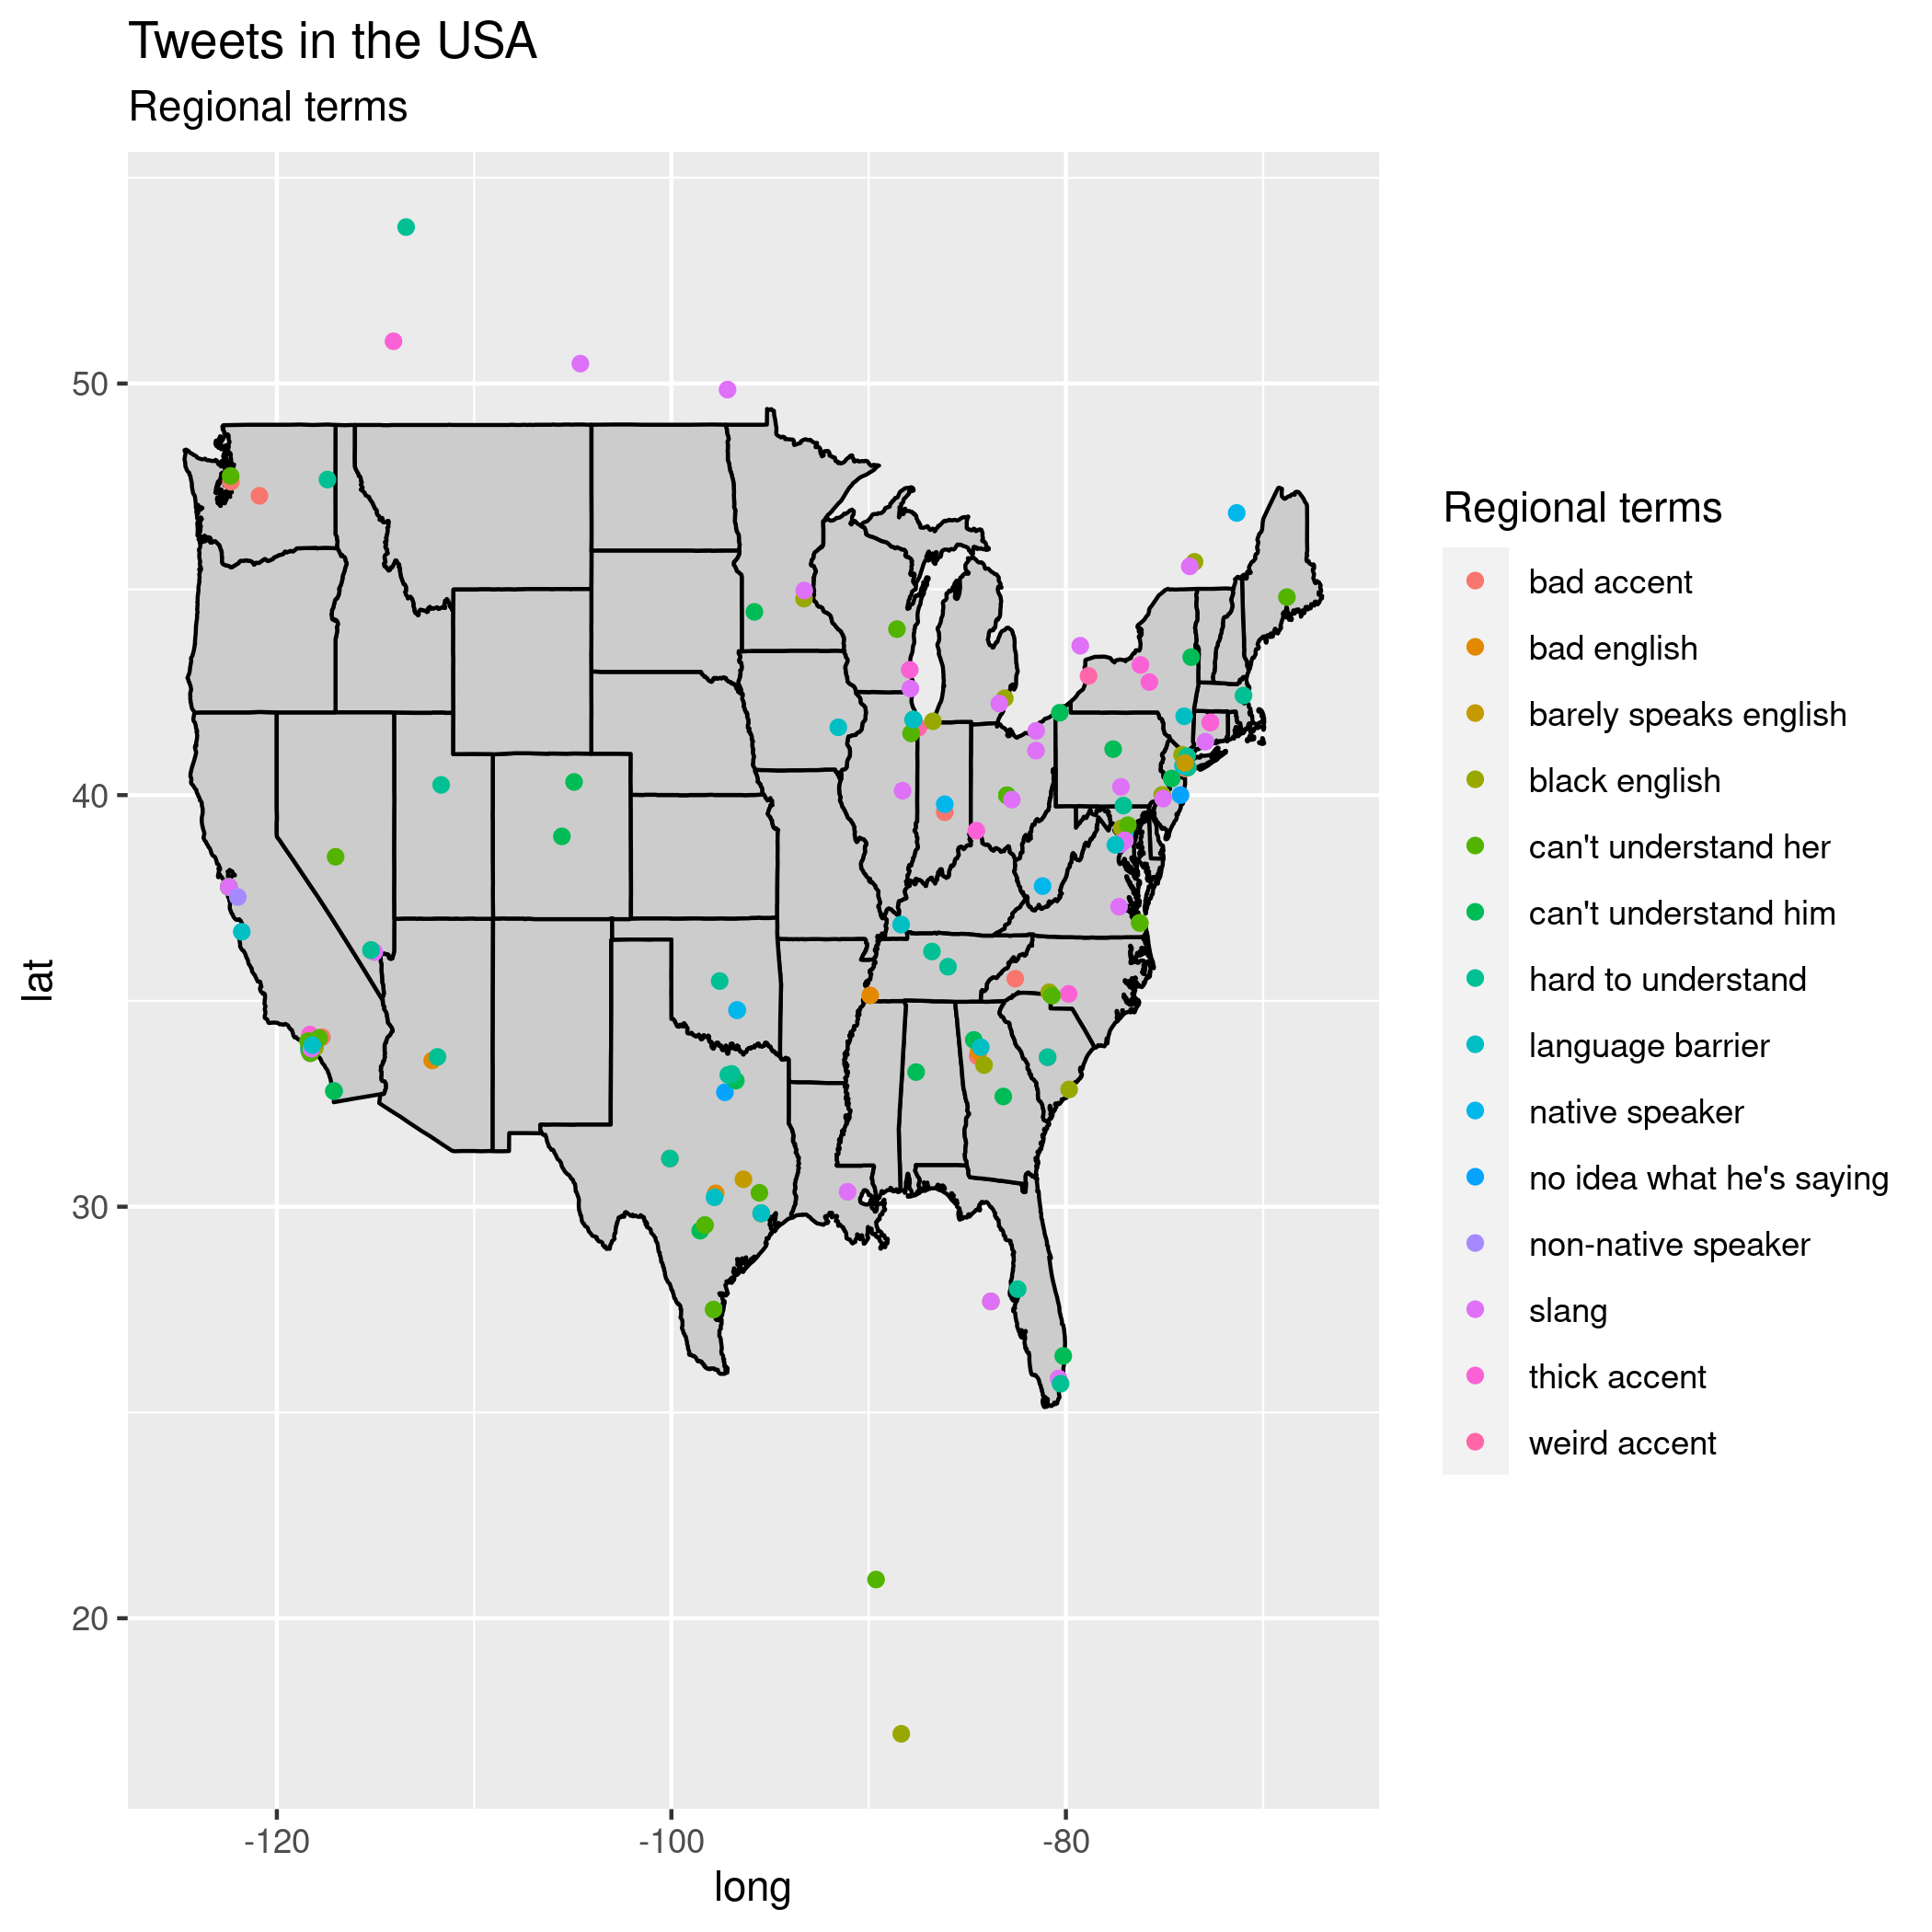 Tweets in the USA
Regional terms
50
40
30
20
lat
-120
-100
-80
long
Regional terms
bad accent
bad english
barely speaks english
black english
can't understand her
can't understand him
hard to understand
language barrier
native speaker
no idea what he's saying
non-native speaker
slang
thick accent
weird accent